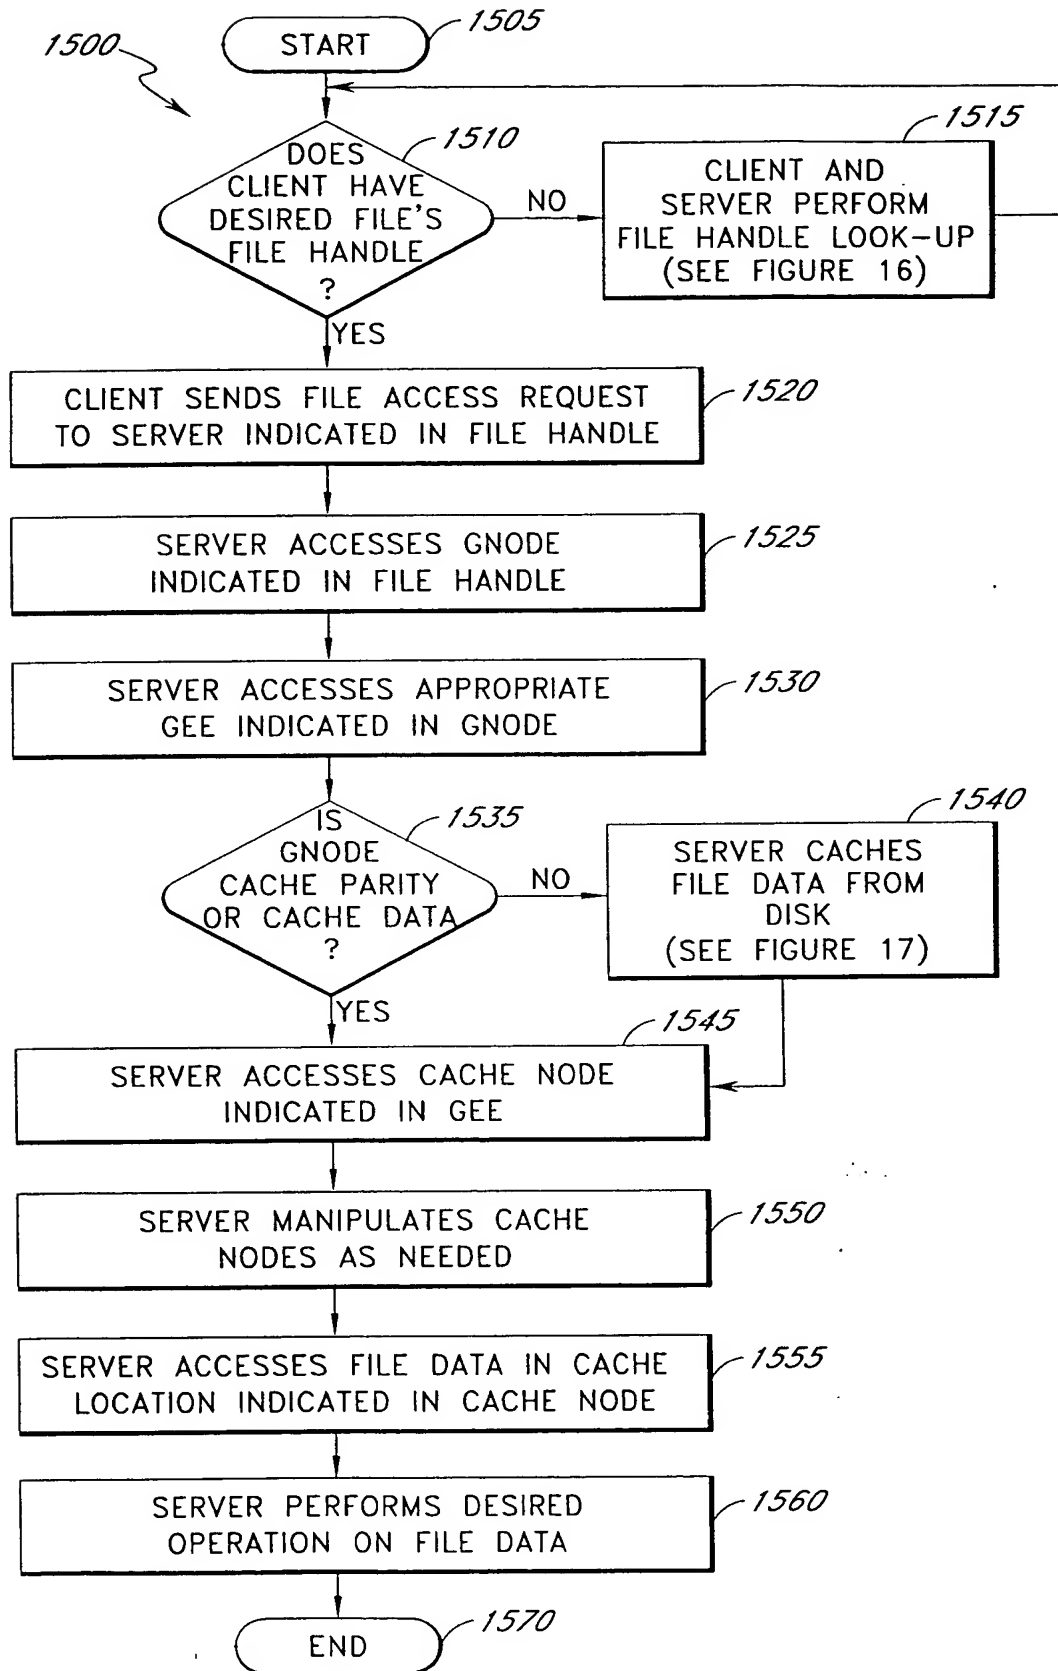 1500
START
1505
DOES
CLIENT HAVE
DESIRED FILE'S
FILE HANDLE
?
1510
NO
CLIENT AND
SERVER PERFORM
FILE HANDLE LOOK-UP
(SEE FIGURE 16)
1515
YES
CLIENT SENDS FILE ACCESS REQUEST
TO SERVER INDICATED IN FILE HANDLE
1520
SERVER ACCESSES GNODE
INDICATED IN FILE HANDLE
1525
SERVER ACCESSES APPROPRIATE
GEE INDICATED IN GNODE
1530
IS
GNODE
CACHE PARITY
OR CACHE DATA
?
1535
NO
SERVER CACHES
FILE DATA FROM
DISK
(SEE FIGURE 17)
1540
YES
SERVER ACCESSES CACHE NODE
INDICATED IN GEE
1545
SERVER MANIPULATES CACHE
NODES AS NEEDED
1550
SERVER ACCESSES FILE DATA IN CACHE
LOCATION INDICATED IN CACHE NODE
1555
SERVER PERFORMS DESIRED
OPERATION ON FILE DATA
1560
END
1570